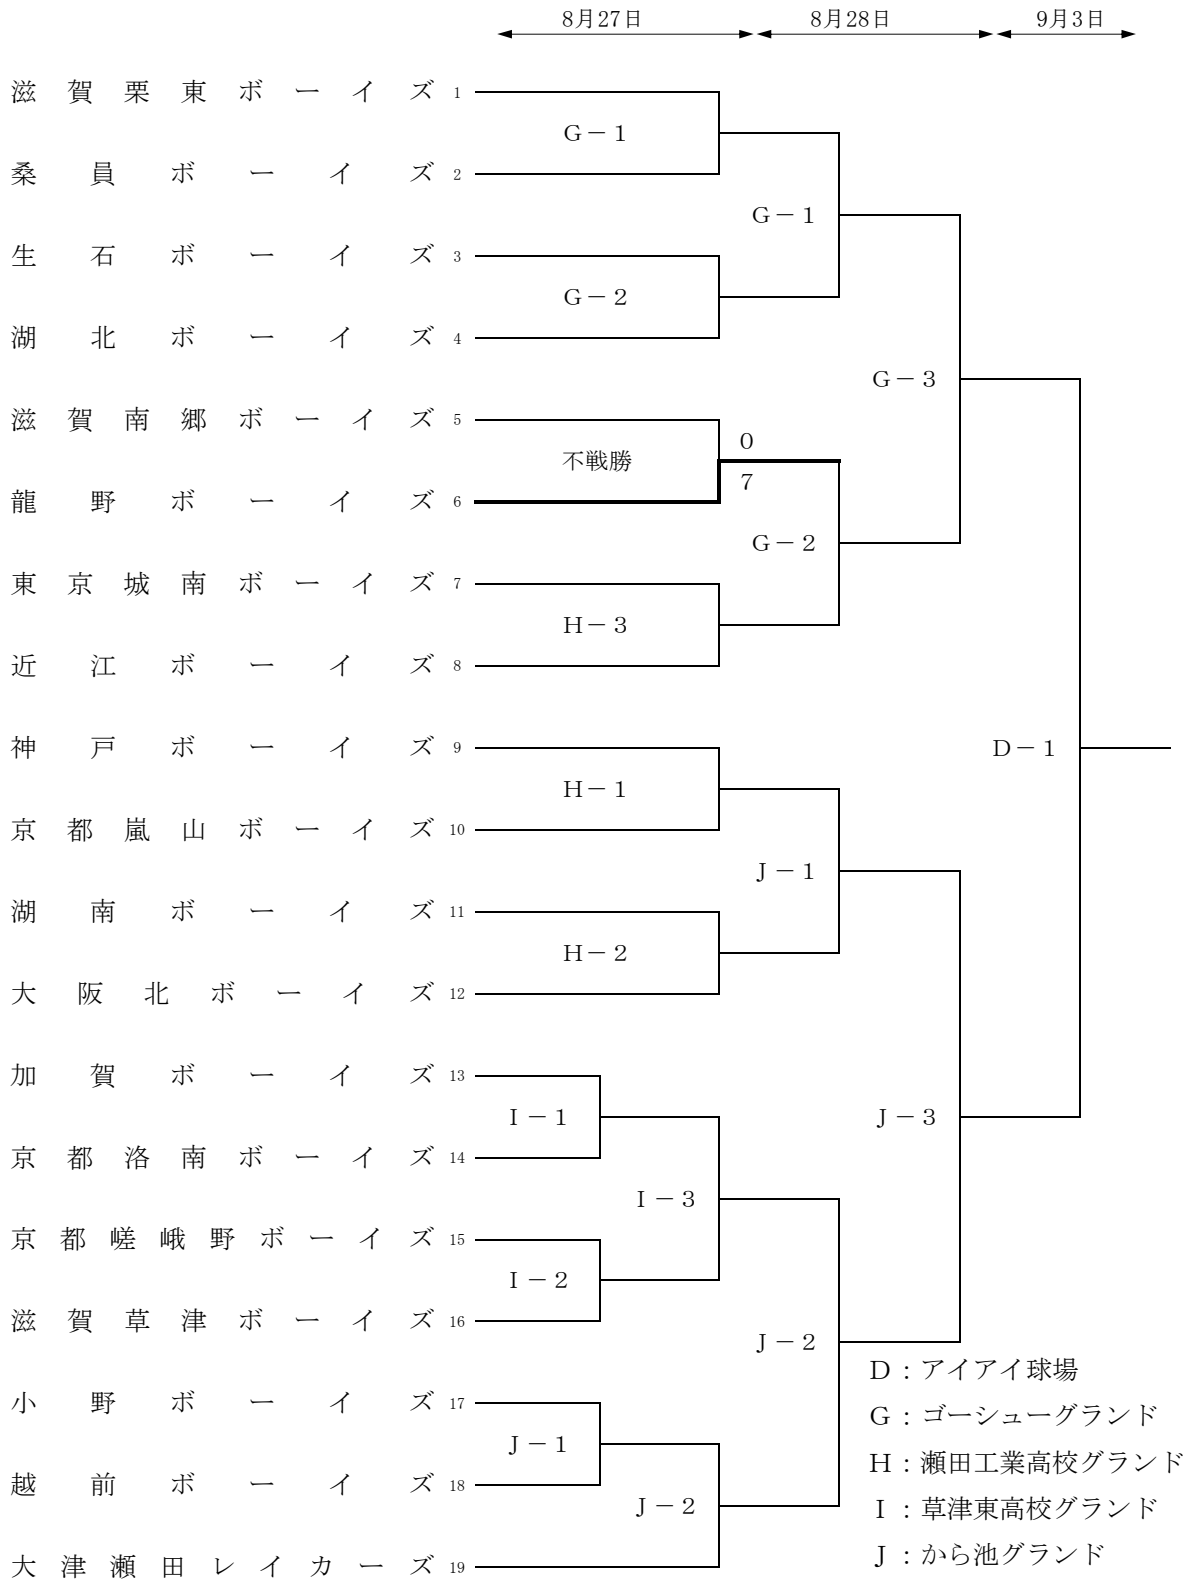 8月27日 8月28日 9月3日
滋賀栗東ボーイズ 1
G－1
桑員ボーイズ 2
G－1
生石ボーイズ 3
G－2
湖北ボーイズ 4
G－3
滋賀南郷ボーイズ 5
0
不戦勝
7
龍野ボーイズ 6
G－2
東京城南ボーイズ 7
H－3
近江ボーイズ 8
神戸ボーイズ 9
D－1
H－1
京都嵐山ボーイズ 10
J－1
湖南ボーイズ 11
H－2
大阪北ボーイズ 12
加賀ボーイズ 13
I－1
J－3
京都洛南ボーイズ 14
I－3
京都嵯峨野ボーイズ 15
I－2
滋賀草津ボーイズ 16
J－2
小野ボーイズ 17
J－1
越前ボーイズ 18
J－2
大津瀬田レイカーズ 19
D：アイアイ球場
G：ゴーシューグランド
H：瀬田工業高校グランド
I：草津東高校グランド
J：から池グランド